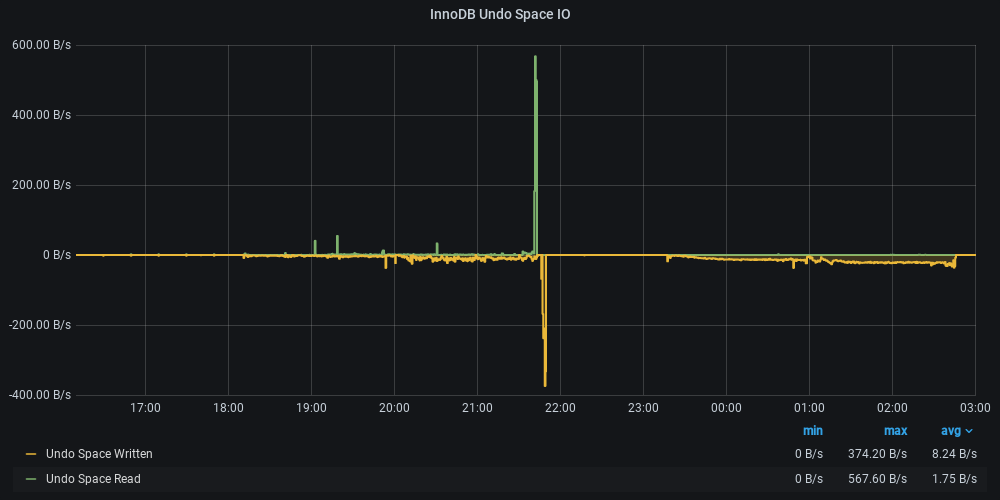 InnoDB Undo Space IO
600.00 B/s
400.00 B/s
200.00 B/s
0 B/s
-200.00 B/s
-400.00 B/s
17:00 18:00 19:00 20:00 21:00 22:00 23:00 00:00 01:00 02:00 03:00
min max avg
Undo Space Written 0 B/s 374.20 B/s 8.24 B/s
Undo Space Read 0 B/s 567.60 B/s 1.75 B/s